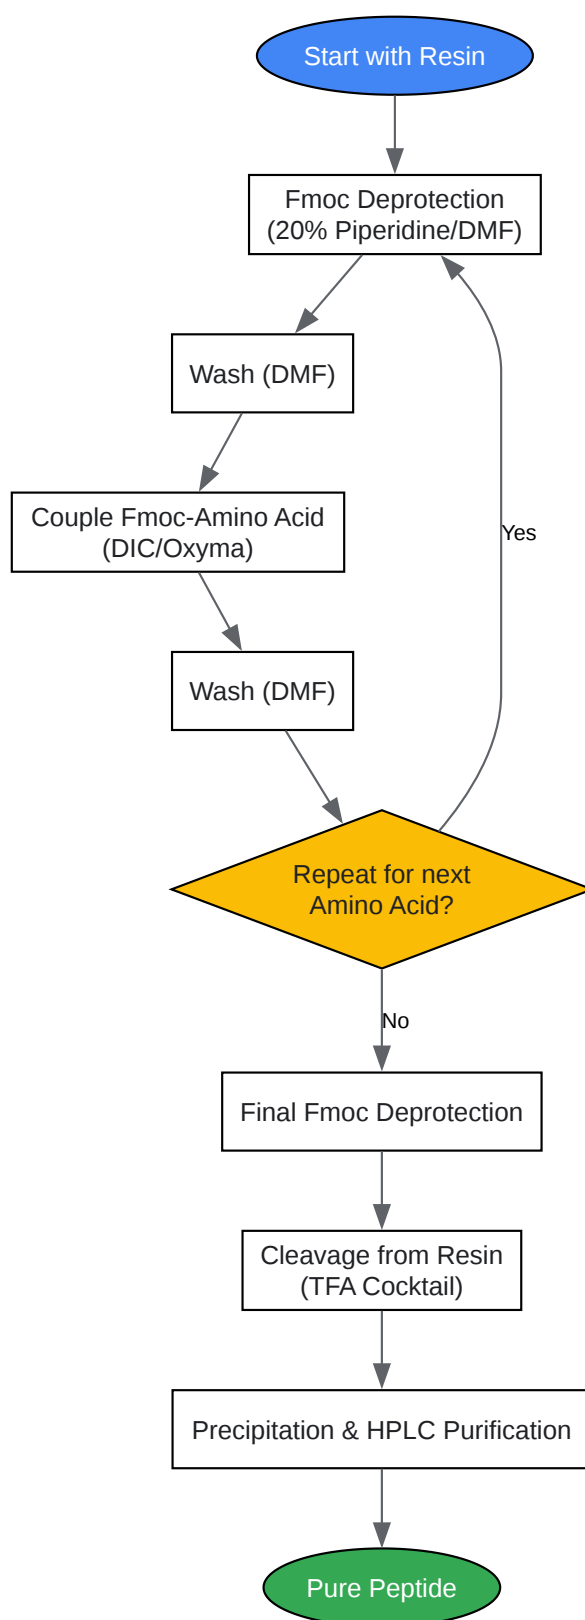 Start with Resin
Fmoc Deprotection
(20% Piperidine/DMF)
Wash (DMF)
Couple Fmoc-Amino Acid
(DIC/Oxyma)
Yes
Wash (DMF)
Repeat for next
Amino Acid?
No
Final Fmoc Deprotection
Cleavage from Resin
(TFA Cocktail)
Precipitation & HPLC Purification
Pure Peptide